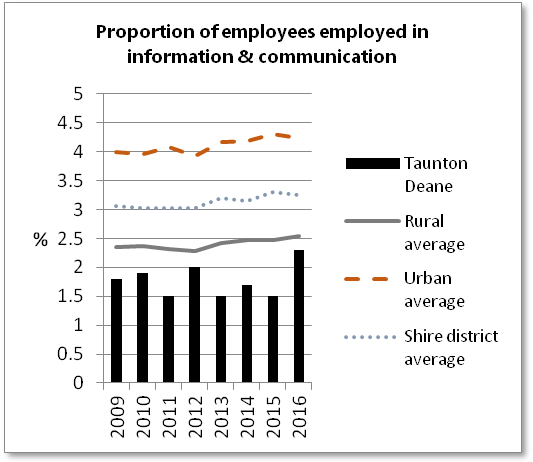 Proportion of employees employed in
information & communication
5
4.5
4
3.5
3
2.5
2
1.5
1
0.5
0
%
2009
2010
2011
2012
2013
2014
2015
2016
Taunton
Deane
Rural
average
Urban
average
Shire district
average